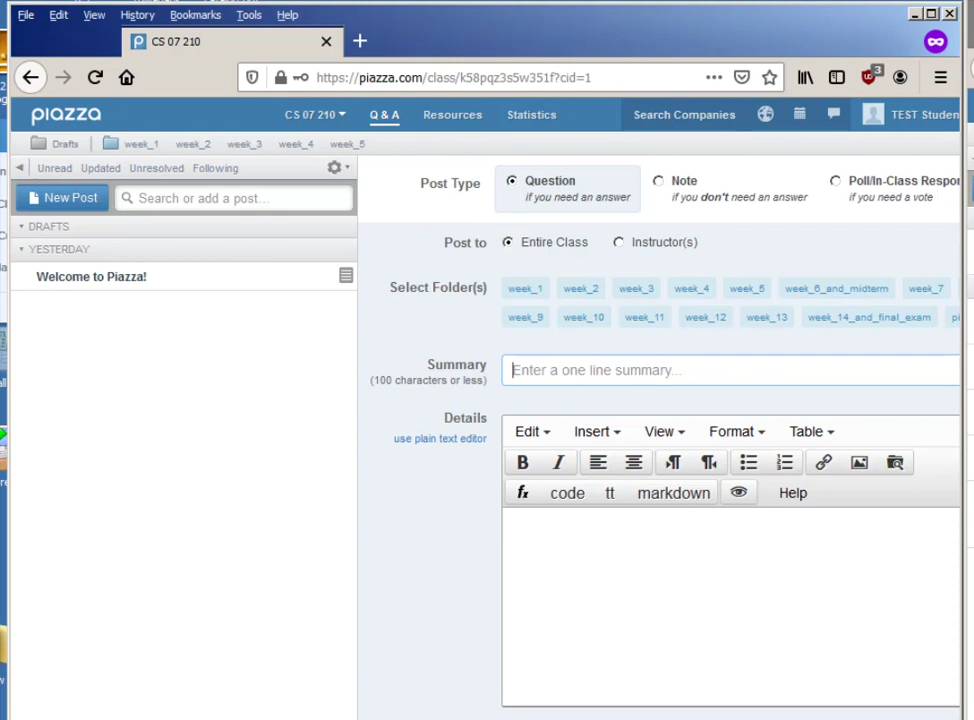 File Edit View History Bookmarks Tools Help
CS 07 210
https://piazza.com/class/k58pqz3s5w351f?cid=1
3
piazza CS 07 210 Q & A Resources Statistics Search Companies TEST Studen
Drafts week_1 week_2 week_3 week_4 week_5
Unread Updated Unresolved Following
New Post Search or add a post...
DRAFTS
YESTERDAY
Welcome to Piazza!
Post Type Question Note Poll/In-Class Respor
if you need an answer if you don't need an answer if you need a vote
Post to Entire Class Instructor(s)
Select Folder(s) week_1 week_2 week_3 week_4 week_5 week_6_and_midterm week_7
week_9 week_10 week_11 week_12 week_13 week_14_and_final_exam pi
Summary Enter a one line summary...
(100 characters or less)
Details
use plain text editor
Edit Insert View Format Table
B I
fx code tt markdown Help